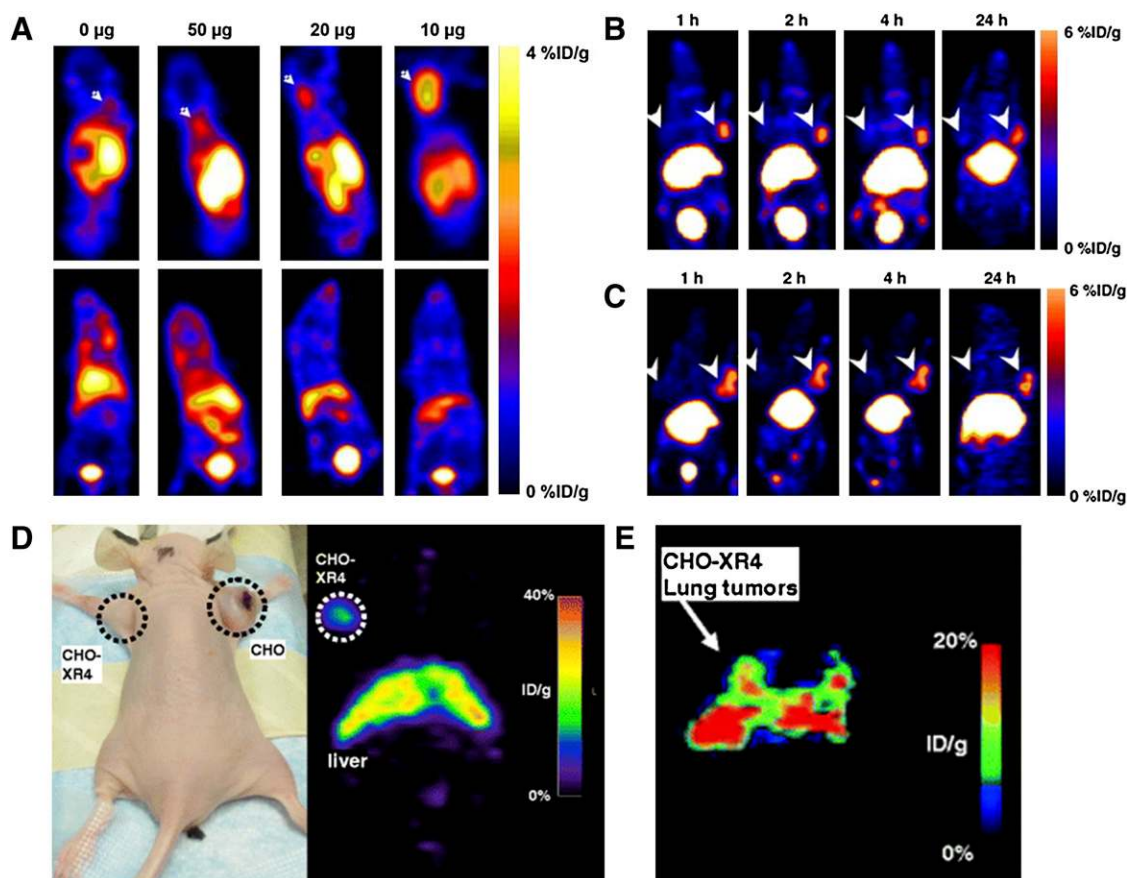 A
0 µg 50 µg 20 µg 10 µg
4 %ID/g
0 %ID/g
B
1 h 2 h 4 h 24 h
6 %ID/g
0 %ID/g
C
1 h 2 h 4 h 24 h
6 %ID/g
0 %ID/g
D
CHO-
XR4
CHO
CHO-
XR4
40%
ID/g
0%
liver
E
CHO-XR4
Lung tumors
20%
ID/g
0%